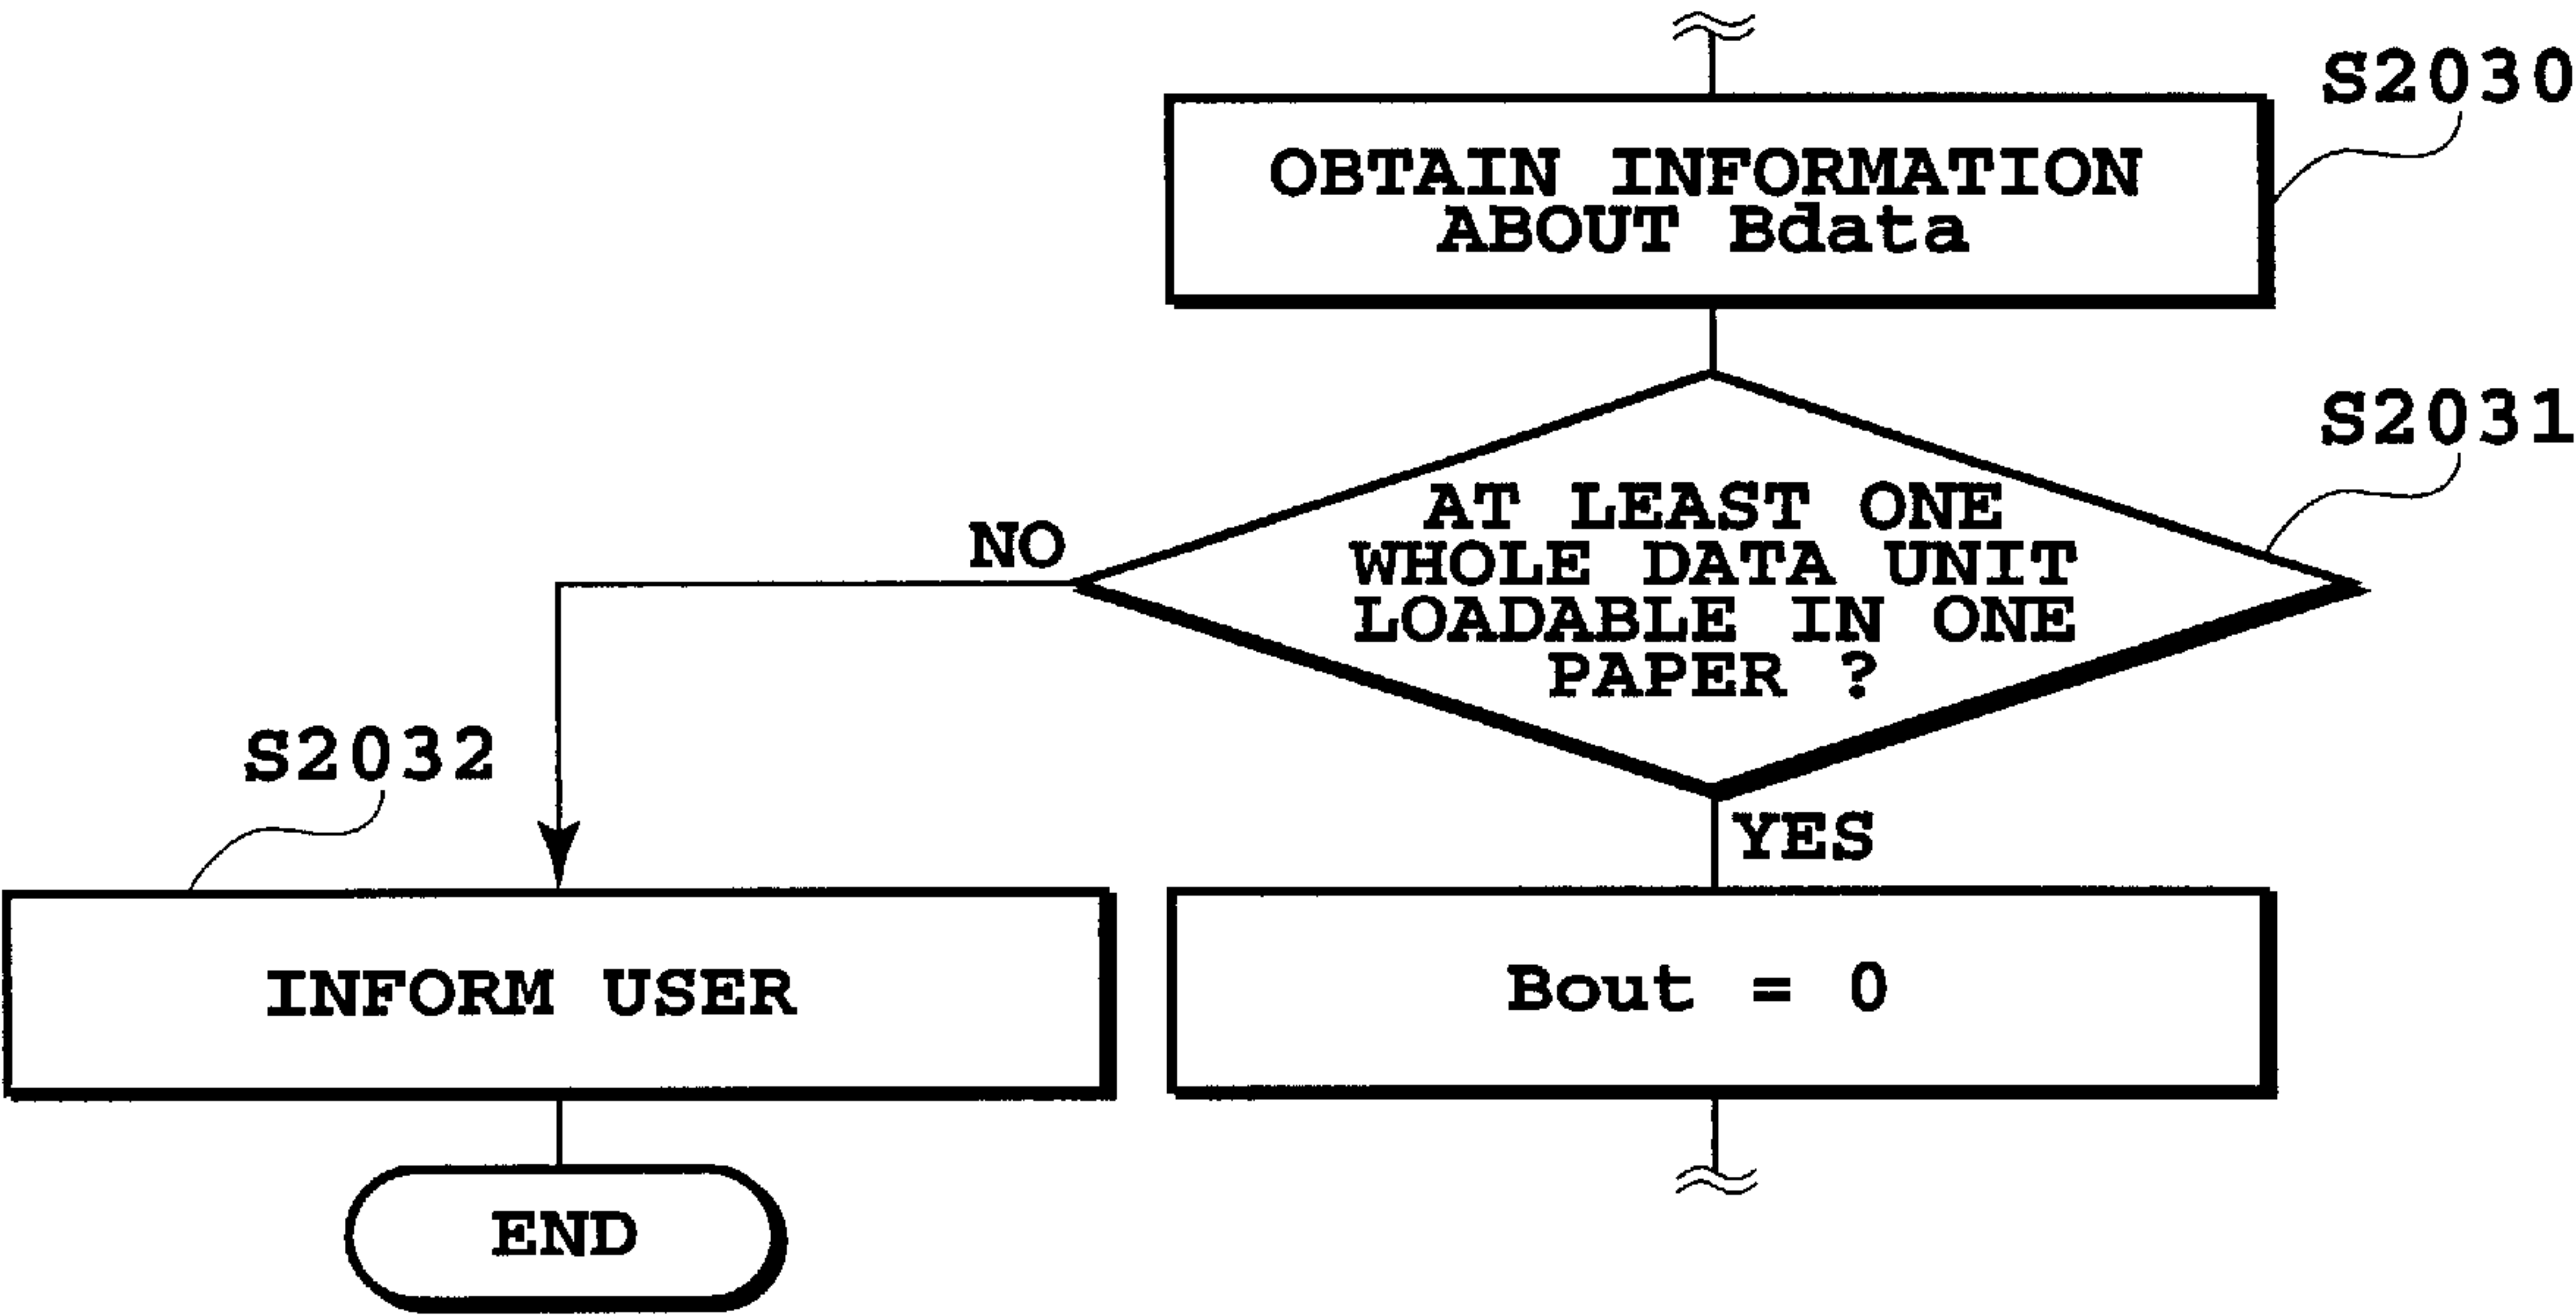 S2030
OBTAIN INFORMATION
ABOUT Bdata
S2031
AT LEAST ONE
WHOLE DATA UNIT
LOADABLE IN ONE
PAPER ?
NO
YES
S2032
INFORM USER
Bout = 0
END